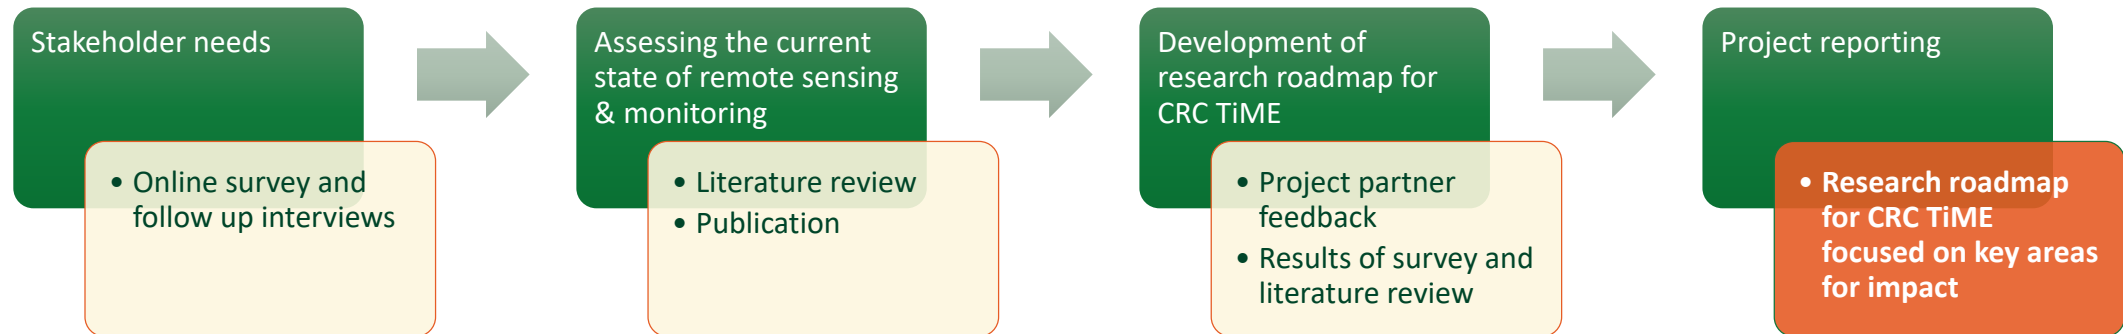 Stakeholder needs
• Online survey and
follow up interviews
Assessing the current
state of remote sensing
& monitoring
• Literature review
• Publication
Development of
research roadmap for
CRC TiME
• Project partner
feedback
• Results of survey and
literature review
Project reporting
• Research roadmap
for CRC TiME
focused on key areas
for impact